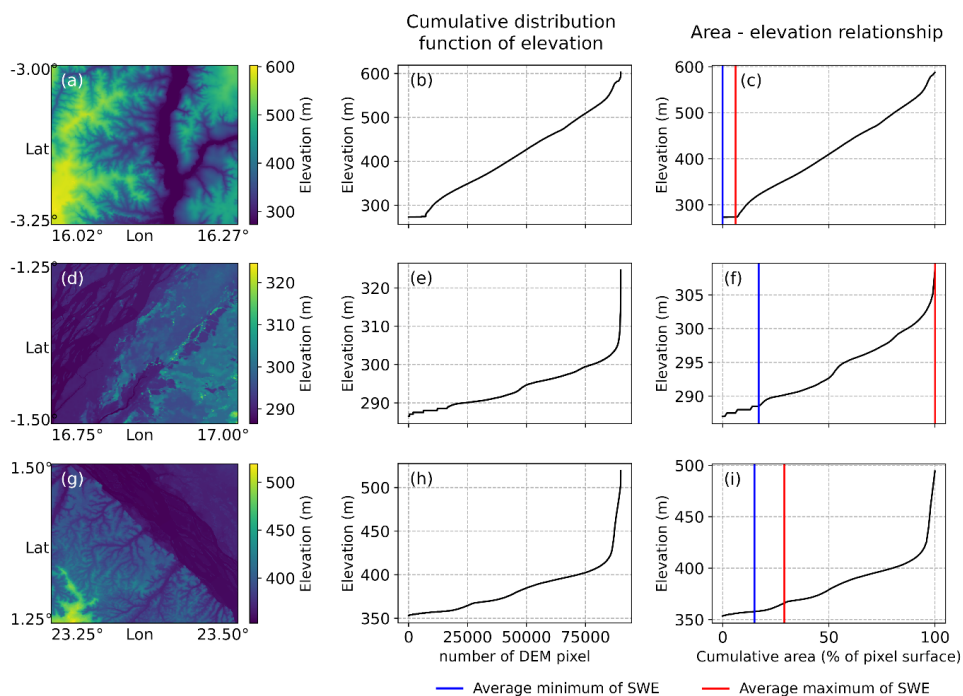 Cumulative distribution
function of elevation
Area - elevation relationship
-3.00°
(a)
Lat
-3.25°
16.02° Lon 16.27°
600
500
400
300
Elevation (m)
(b)
600
500
400
300
Elevation (m)
(c)
600
500
400
300
Elevation (m)
-1.25°
(d)
Lat
-1.50°
16.75° Lon 17.00°
320
310
300
290
Elevation (m)
(e)
320
310
300
290
Elevation (m)
(f)
305
300
295
290
Elevation (m)
1.50°
(g)
Lat
1.25°
23.25° Lon 23.50°
500
450
400
Elevation (m)
(h)
500
450
400
350
Elevation (m)
0 25000 50000 75000
number of DEM pixel
(i)
500
450
400
350
Elevation (m)
0 50 100
Cumulative area (% of pixel surface)
Average minimum of SWE
Average maximum of SWE